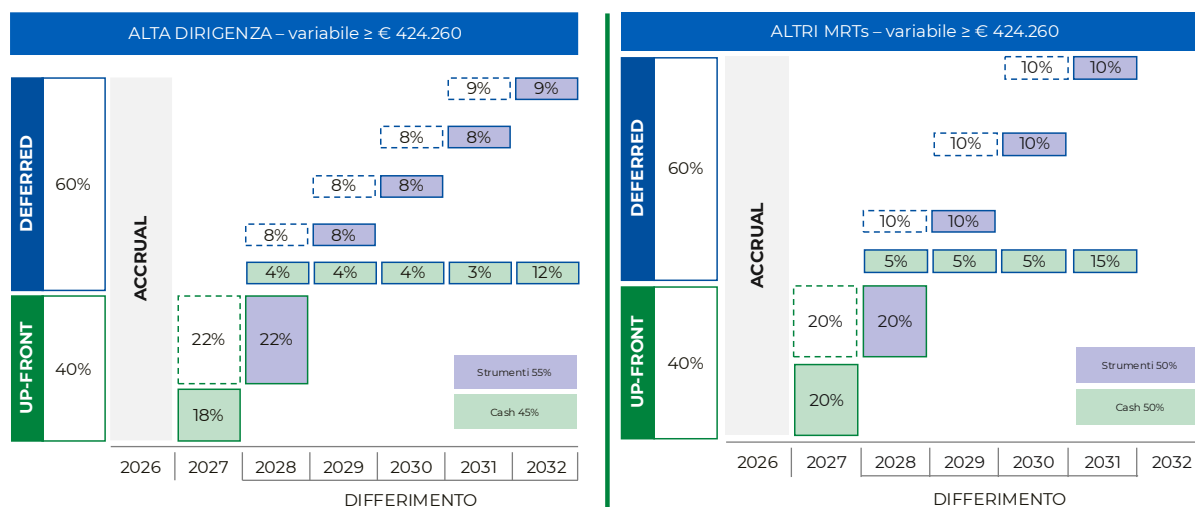 ALTA DIRIGENZA – variabile ≥ € 424.260
9% 9%
8% 8%
8% 8%
8% 8%
4% 4% 4% 3% 12%
DEFERRED
60%
ACCRUAL
22% 22%
18%
UP-FRONT
40%
Strumenti 55%
Cash 45%
2026 2027 2028 2029 2030 2031 2032
DIFFERIMENTO
ALTRI MRTs – variabile ≥ € 424.260
10% 10%
10% 10%
10% 10%
5% 5% 5% 15%
DEFERRED
60%
ACCRUAL
20% 20%
20%
UP-FRONT
40%
Strumenti 50%
Cash 50%
2026 2027 2028 2029 2030 2031 2032
DIFFERIMENTO